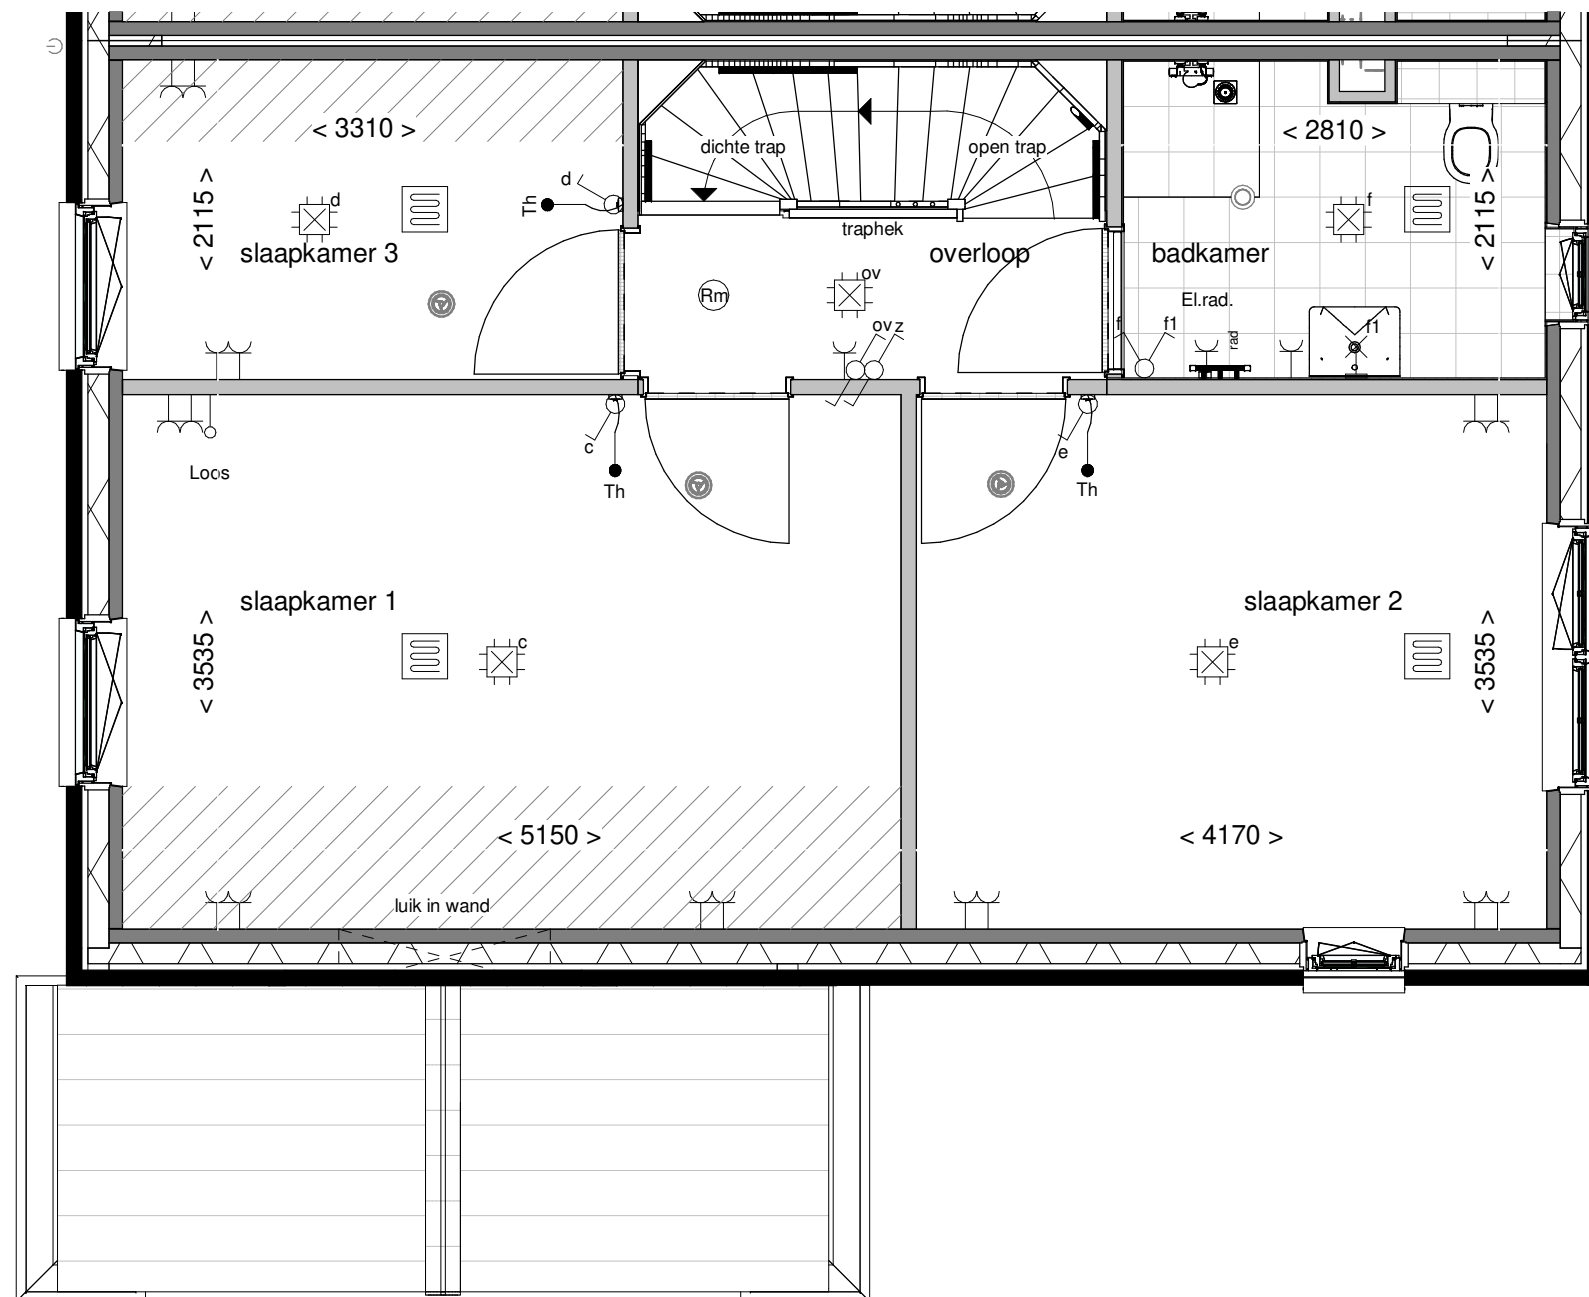 < 3310 >
dichte trap
open trap
< 2810 >
< 2115 >
d
slaapkamer 3
Th
d
traphek
overloop
badkamer
f
< 2115 >
Rm
ov
El.rad.
ov z
f
f1
rad
f1
Loos
c
Th
e
Th
slaapkamer 1
slaapkamer 2
< 3535 >
c
e
< 3535 >
< 5150 >
< 4170 >
luik in wand